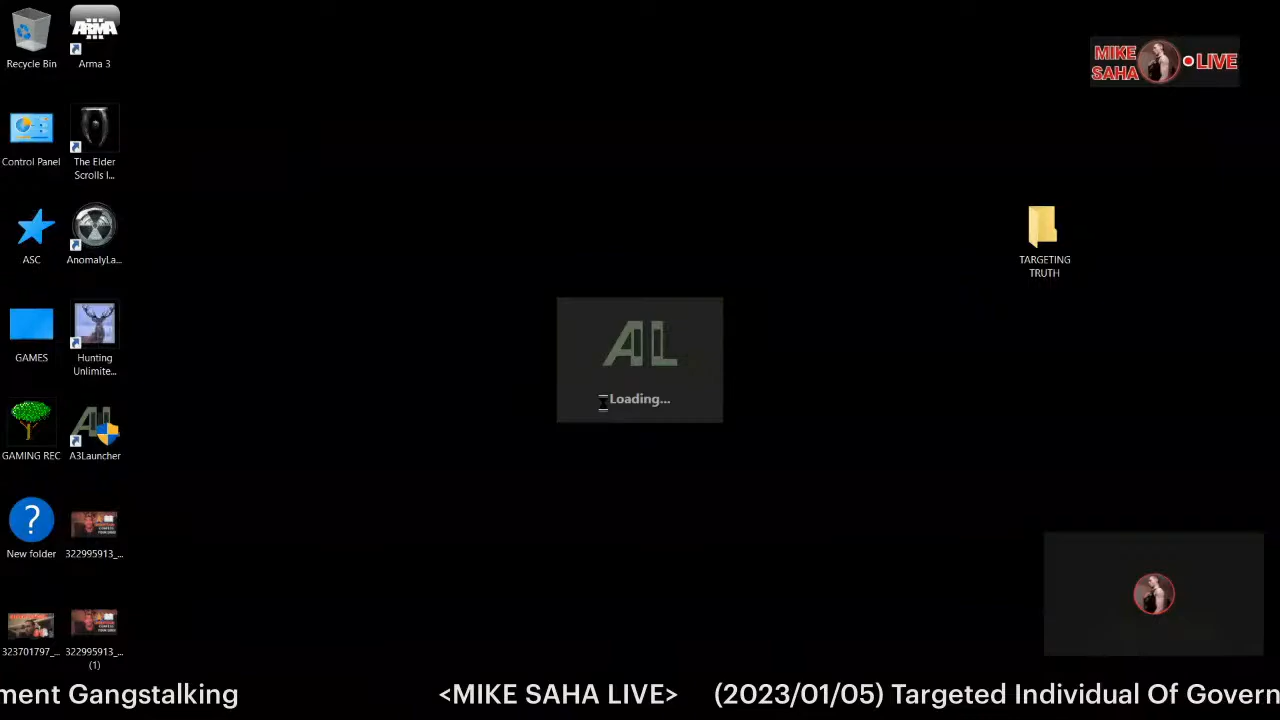 Recycle Bin
Arma 3
Control Panel
The Elder
Scrolls I...
ASC
AnomalyLa...
GAMES
Hunting
Unlimite...
GAMING REC
A3Launcher
New folder
322995913_...
323701797_...
322995913_...
(1)
ARMA
III
AL
Loading...
MIKE
SAHA
LIVE
TARGETING
TRUTH
ment Gangstalking <MIKE SAHA LIVE> (2023/01/05) Targeted Individual Of Govern